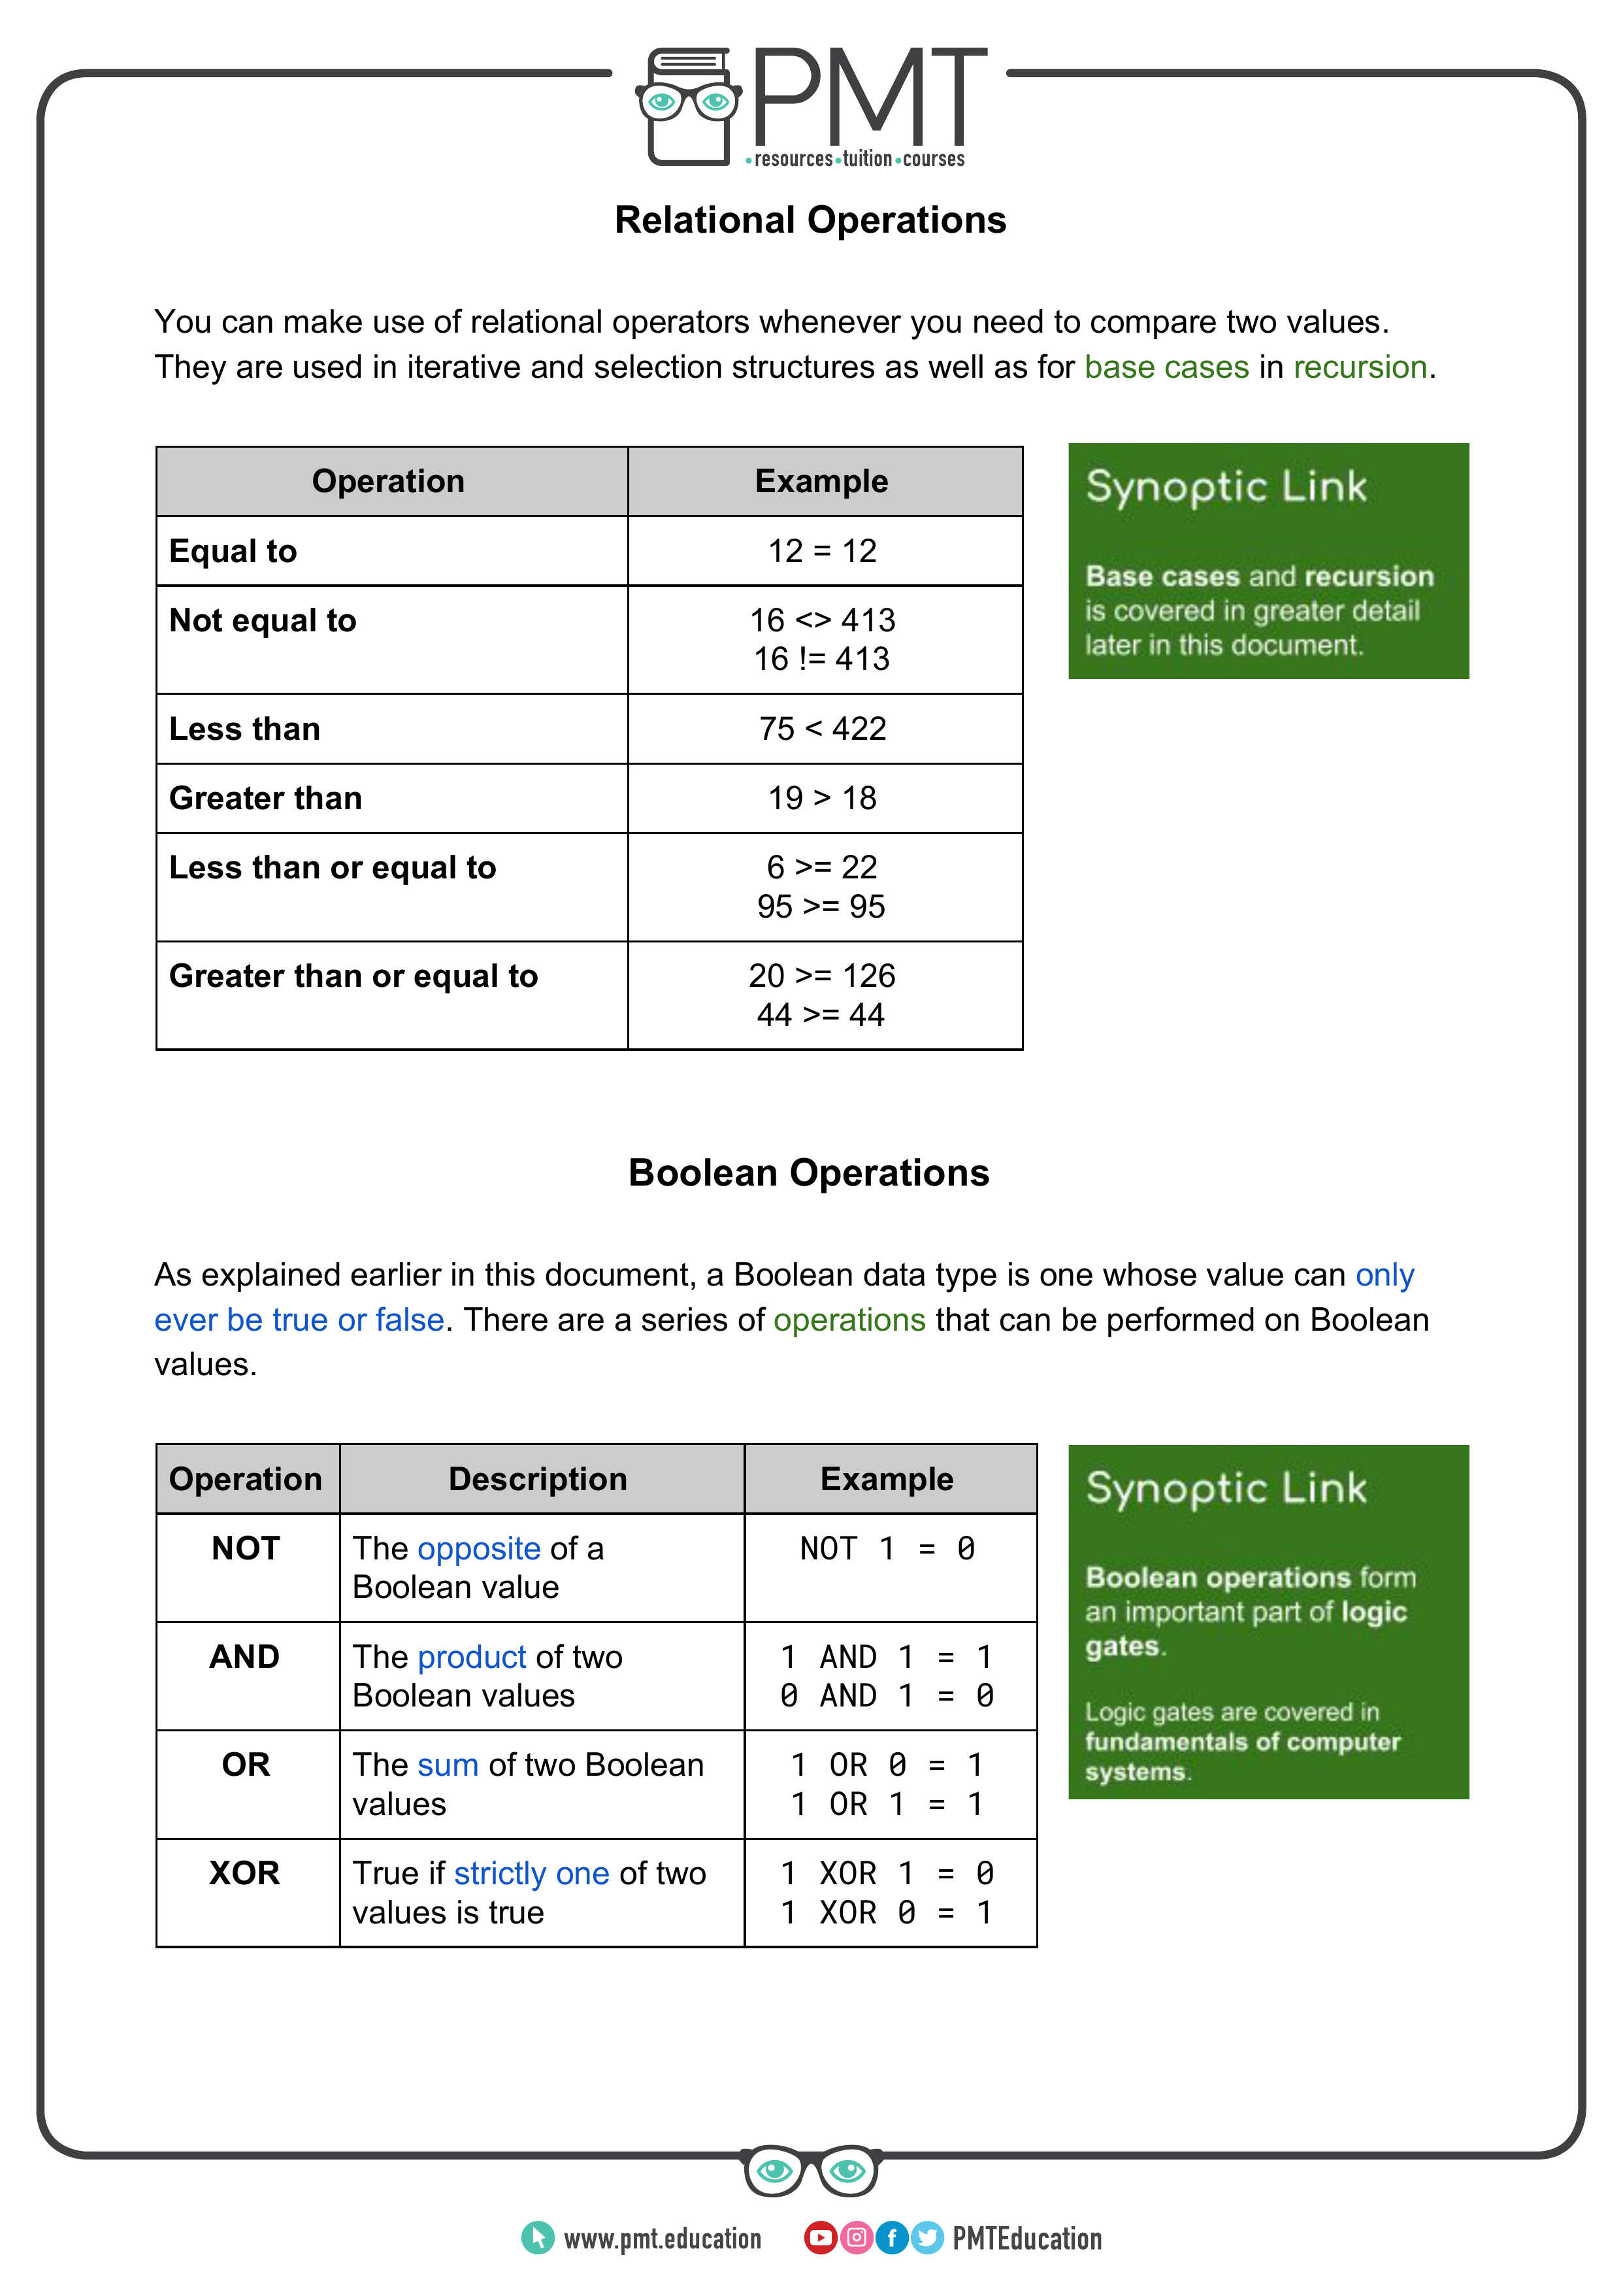 PMT
resources tuition courses
Relational Operations
You can make use of relational operators whenever you need to compare two values.
They are used in iterative and selection structures as well as for base cases in recursion.
Operation Example
Equal to 12 = 12
Not equal to 16 <> 413
16 != 413
Less than 75 < 422
Greater than 19 > 18
Less than or equal to 6 >= 22
95 >= 95
Greater than or equal to 20 >= 126
44 >= 44
Synoptic Link
Base cases and recursion
is covered in greater detail
later in this document.
Boolean Operations
As explained earlier in this document, a Boolean data type is one whose value can only
ever be true or false. There are a series of operations that can be performed on Boolean
values.
Operation Description Example
NOT The opposite of a NOT 1 = 0
Boolean value
AND The product of two 1 AND 1 = 1
Boolean values 0 AND 1 = 0
OR The sum of two Boolean 1 OR 0 = 1
values 1 OR 1 = 1
XOR True if strictly one of two 1 XOR 1 = 0
values is true 1 XOR 0 = 1
Synoptic Link
Boolean operations form
an important part of logic
gates.
Logic gates are covered in
fundamentals of computer
systems.
www.pmt.education PMTEducation